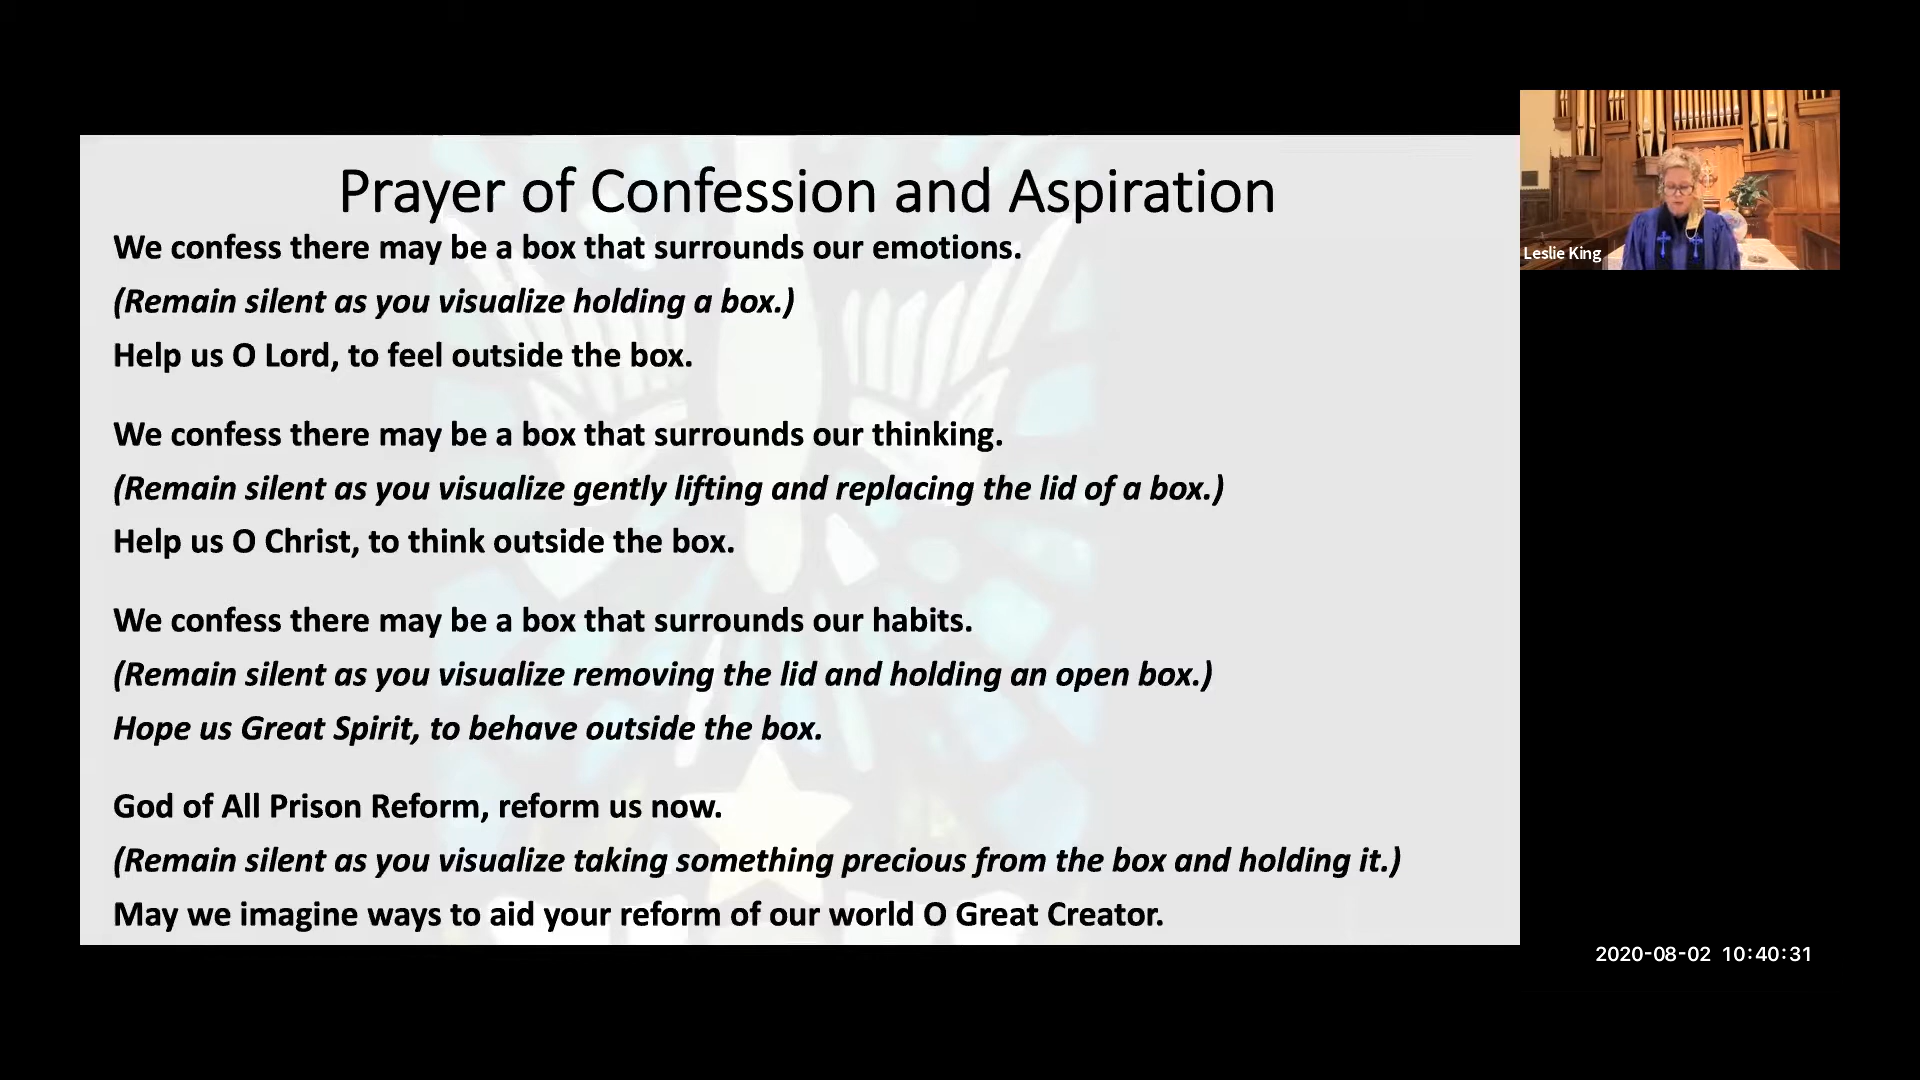 Prayer of Confession and Aspiration
We confess there may be a box that surrounds our emotions.
(Remain silent as you visualize holding a box.)
Help us O Lord, to feel outside the box.
We confess there may be a box that surrounds our thinking.
(Remain silent as you visualize gently lifting and replacing the lid of a box.)
Help us O Christ, to think outside the box.
We confess there may be a box that surrounds our habits.
(Remain silent as you visualize removing the lid and holding an open box.)
Hope us Great Spirit, to behave outside the box.
God of All Prison Reform, reform us now.
(Remain silent as you visualize taking something precious from the box and holding it.)
May we imagine ways to aid your reform of our world O Great Creator.
Leslie King
2020-08-02 10:40:31